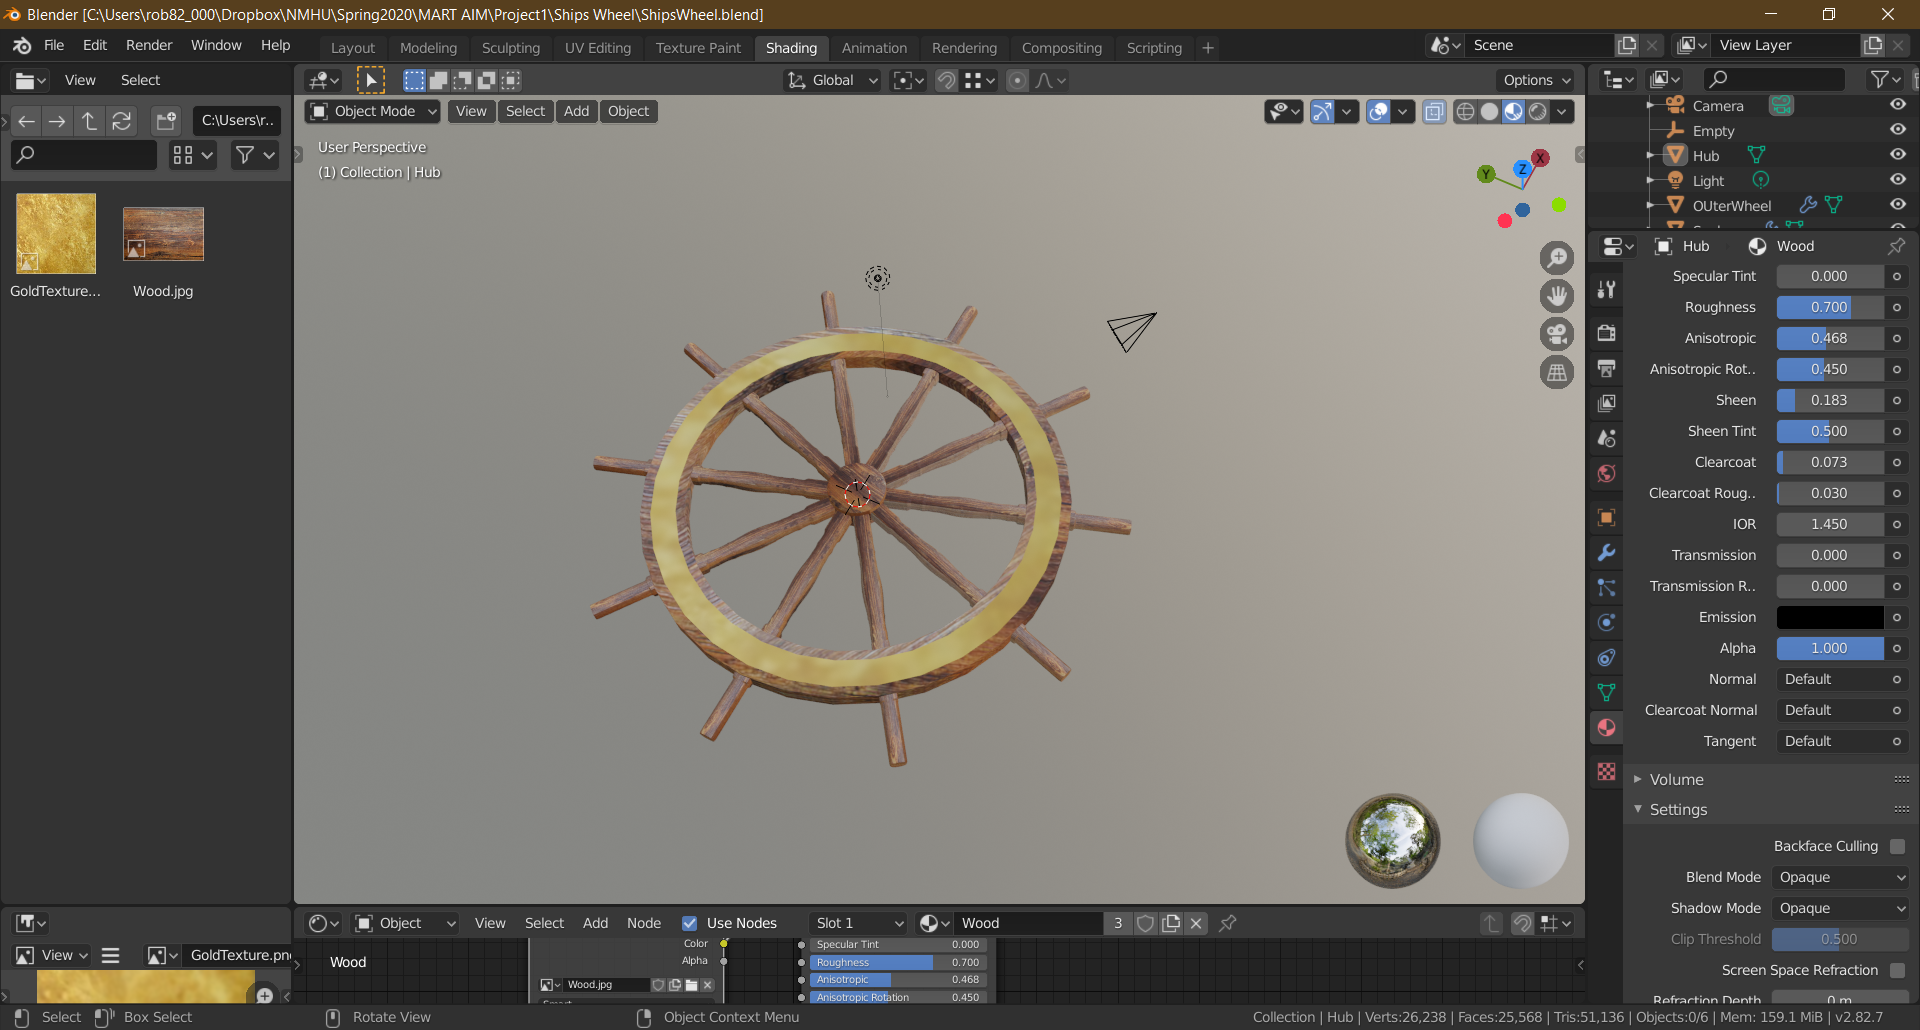 Blender [C:\Users\rob82_000\Dropbox\NMHU\Spring2020\MART AIM\Project1\Ships Wheel\ShipsWheel.blend]
File Edit Render Window Help Layout Modeling Sculpting UV Editing Texture Paint Shading Animation Rendering Compositing Scripting + Scene View Layer
View Select Global Options
Object Mode View Select Add Object
C:\Users\r..
User Perspective
(1) Collection | Hub
GoldTexture...
Wood.jpg
X
Y
Z
Camera
Empty
Hub
Light
OUterWheel
Hub Wood
Specular Tint 0.000
Roughness 0.700
Anisotropic 0.468
Anisotropic Rot.. 0.450
Sheen 0.183
Sheen Tint 0.500
Clearcoat 0.073
Clearcoat Roug.. 0.030
IOR 1.450
Transmission 0.000
Transmission R.. 0.000
Emission
Alpha 1.000
Normal Default
Clearcoat Normal Default
Tangent Default
Volume
Settings
Backface Culling
Blend Mode Opaque
Shadow Mode Opaque
Clip Threshold 0.500
Screen Space Refraction
Refraction Depth 0 m
Object View Select Add Node Use Nodes Slot 1 Wood 3
View GoldTexture.pn
Wood
Color
Alpha
Wood.jpg
Specular Tint 0.000
Roughness 0.700
Anisotropic 0.468
Anisotropic Rotation 0.450
Select Box Select Rotate View Object Context Menu
Collection | Hub | Verts:26,238 | Faces:25,568 | Tris:51,136 | Objects:0/6 | Mem: 159.1 MiB | v2.82.7